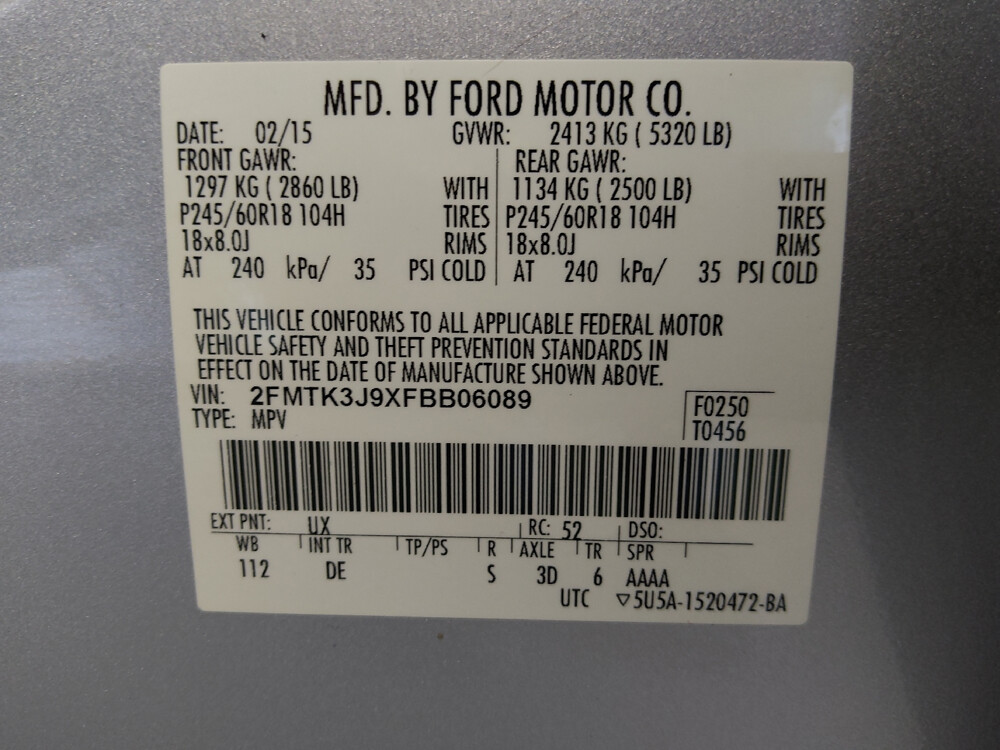 MFD. BY FORD MOTOR CO.
DATE: 02/15 GVWR: 2413 KG ( 5320 LB)
FRONT GAWR: REAR GAWR:
1297 KG ( 2860 LB) WITH 1134 KG ( 2500 LB) WITH
P245/60R18 104H TIRES P245/60R18 104H TIRES
18x8.0J RIMS 18x8.0J RIMS
AT 240 kPa/ 35 PSI COLD AT 240 kPa/ 35 PSI COLD
THIS VEHICLE CONFORMS TO ALL APPLICABLE FEDERAL MOTOR
VEHICLE SAFETY AND THEFT PREVENTION STANDARDS IN
EFFECT ON THE DATE OF MANUFACTURE SHOWN ABOVE.
VIN: 2FMTK3J9XFBB06089 F0250
TYPE: MPV T0456
EXT PNT: UX RC: 52 DSO:
WB INT TR TP/PS R AXLE TR SPR
112 DE S 3D 6 AAAA
UTC ▽5U5A-1520472-BA